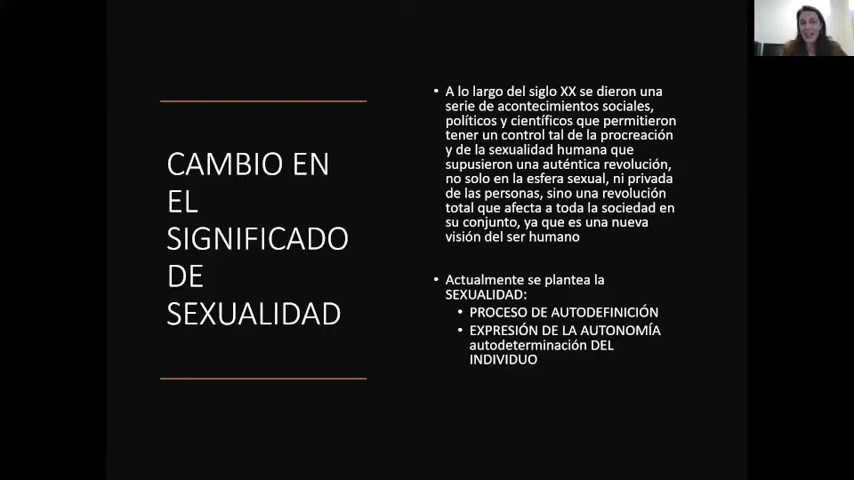 CAMBIO EN
EL
SIGNIFICADO
DE
SEXUALIDAD
• A lo largo del siglo XX se dieron una
serie de acontecimientos sociales,
políticos y científicos que permitieron
tener un control tal de la procreación
y de la sexualidad humana que
supusieron una auténtica revolución,
no solo en la esfera sexual, ni privada
de las personas, sino una revolución
total que afecta a toda la sociedad en
su conjunto, ya que es una nueva
visión del ser humano
• Actualmente se plantea la
SEXUALIDAD:
• PROCESO DE AUTODEFINICIÓN
• EXPRESIÓN DE LA AUTONOMÍA
autodeterminación DEL
INDIVIDUO